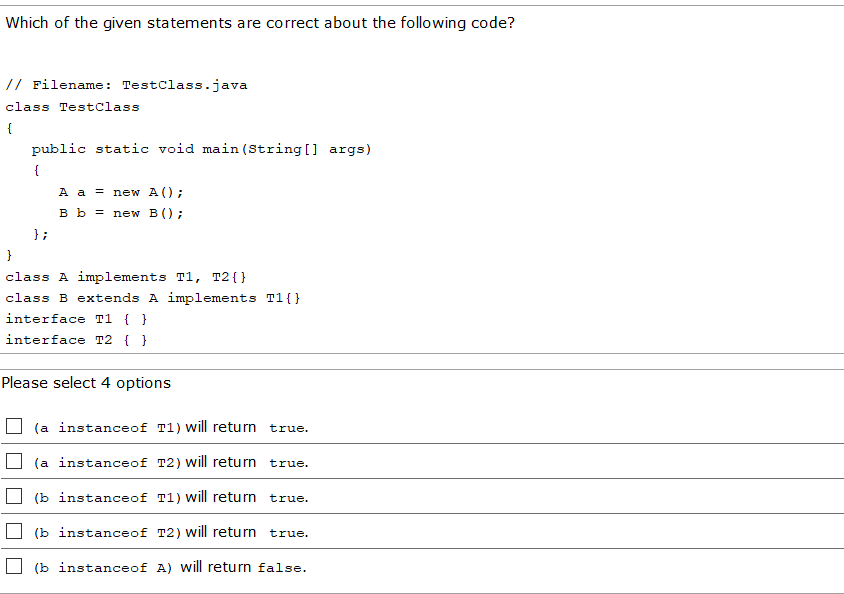 Which of the given statements are correct about the following code?
// Filename: TestClass.java
class TestClass
{
   public static void main(String[] args)
   {
      A a = new A();
      B b = new B();
   };
}
class A implements T1, T2{}
class B extends A implements T1{}
interface T1 { }
interface T2 { }
Please select 4 options
(a instanceof T1) will return true.
(a instanceof T2) will return true.
(b instanceof T1) will return true.
(b instanceof T2) will return true.
(b instanceof A) will return false.